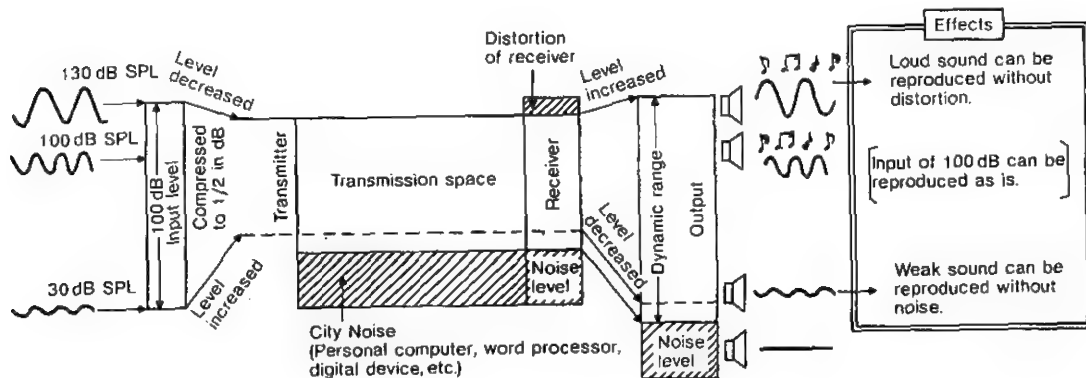 130 dB SPL
100 dB SPL
30 dB SPL
100 dB
Input level
Level
decreased
Compressed
to 1/2 in dB
Level
increased
Transmitter
Transmission space
City Noise
(Personal computer, word processor,
digital device, etc.)
Distortion
of receiver
Receiver
Noise
level
Level
increased
Level
decreased
Dynamic range
Output
Noise
level
Effects
Loud sound can be
reproduced without
distortion.
[Input of 100 dB can be
reproduced as is.]
Weak sound can be
reproduced without
noise.